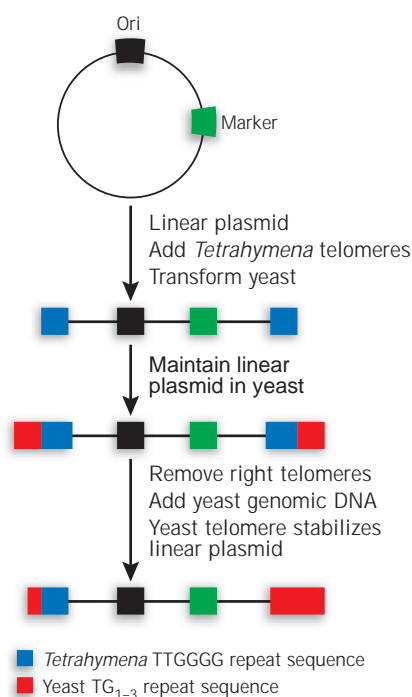 Ori
Marker
Linear plasmid
Add Tetrahymena telomeres
Transform yeast
Maintain linear
plasmid in yeast
Remove right telomeres
Add yeast genomic DNA
Yeast telomere stabilizes
linear plasmid
Tetrahymena TTGGGG repeat sequence
Yeast TG1–3 repeat sequence